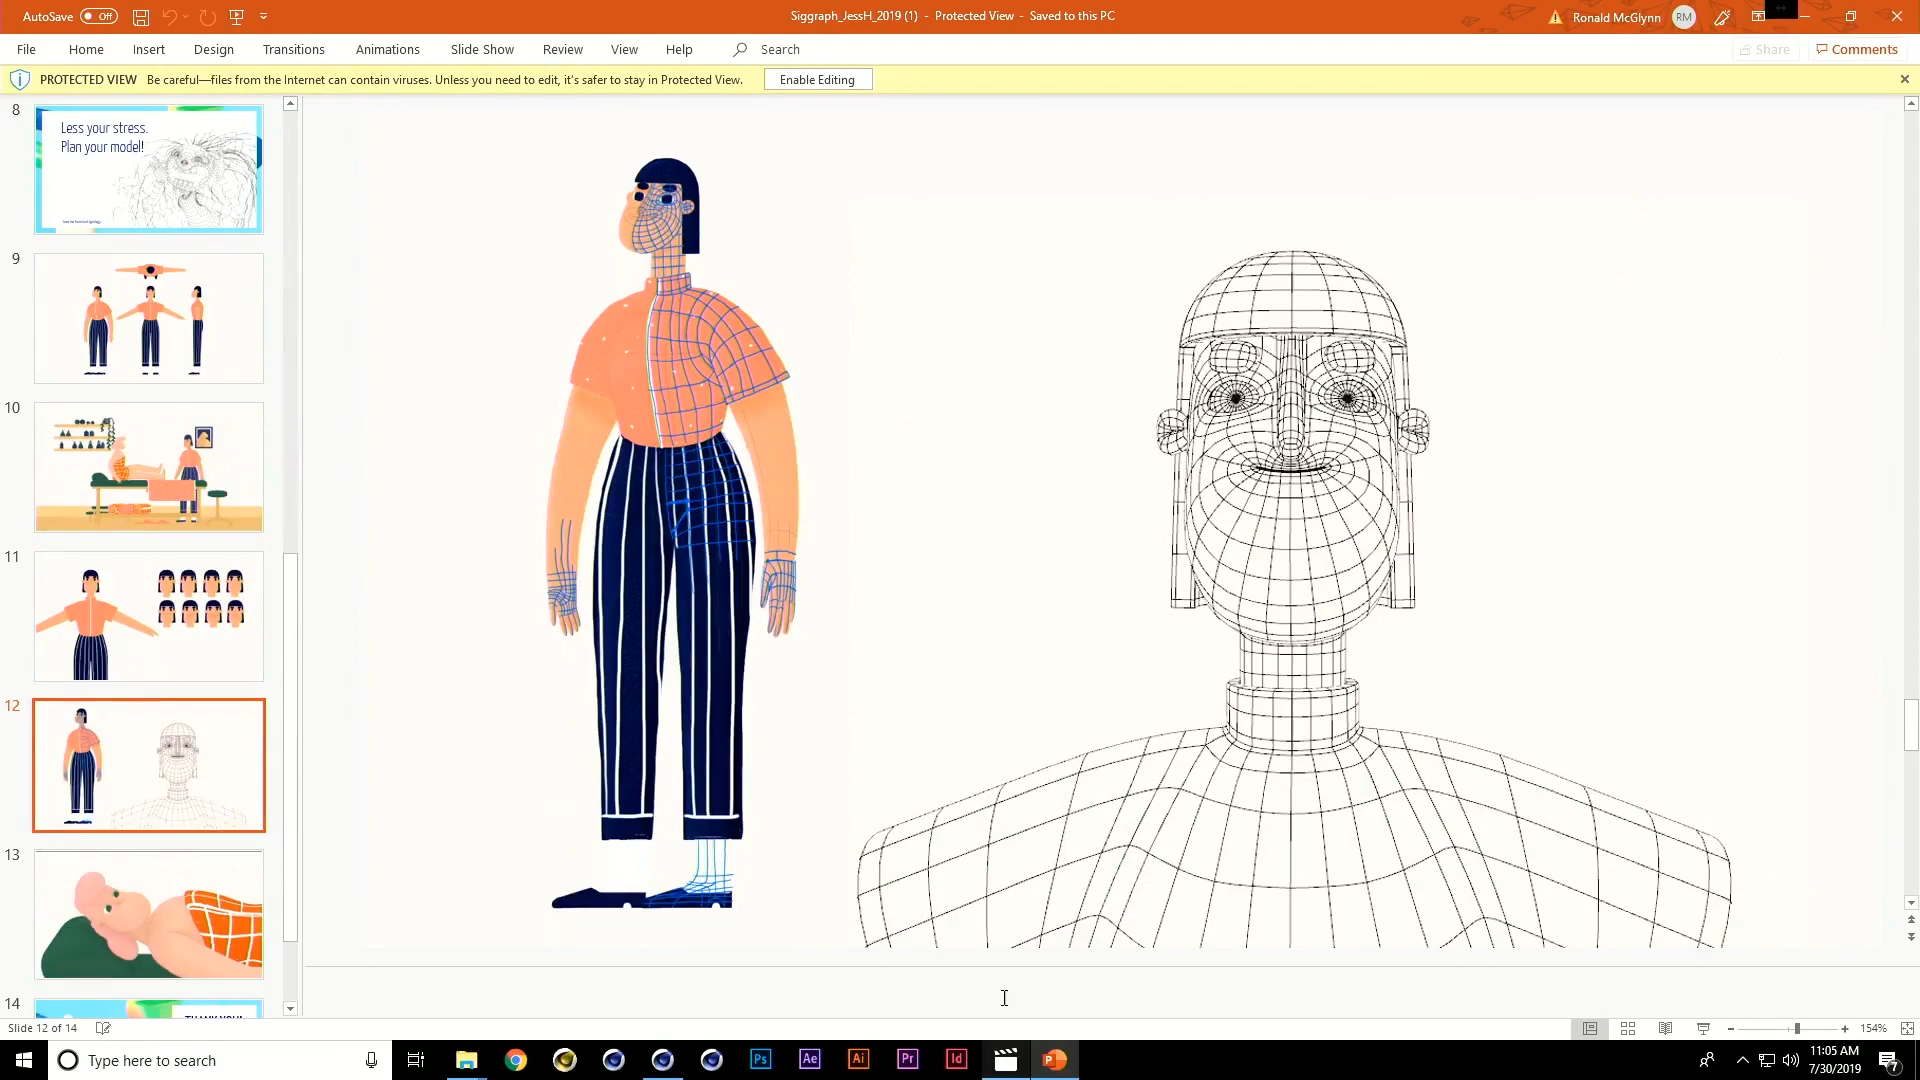 AutoSave Off
Siggraph_JessH_2019 (1) - Protected View - Saved to this PC
Ronald McGlynn RM
File Home Insert Design Transitions Animations Slide Show Review View Help Search
Share Comments
PROTECTED VIEW Be careful—files from the Internet can contain viruses. Unless you need to edit, it's safer to stay in Protected View. Enable Editing
8
Less your stress.
Plan your model!
9
10
11
12
13
14
THANK YOU!
Slide 12 of 14
154%
Type here to search
Ps Ae Ai Pr Id
11:05 AM
7/30/2019
7